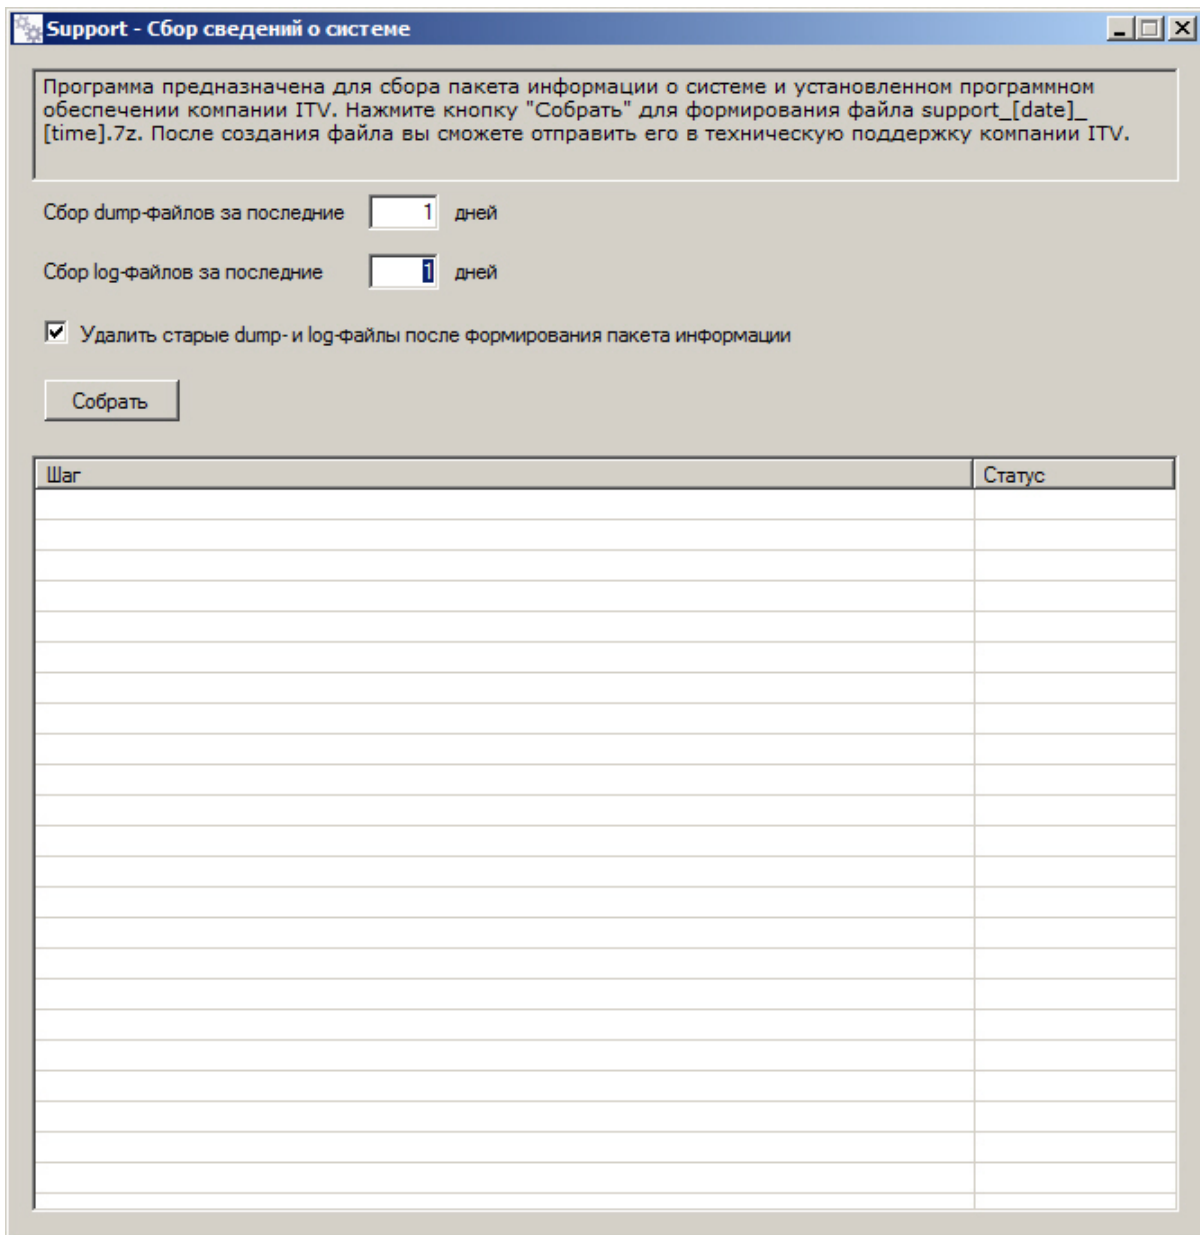 Support - Сбор сведений о системе
Программа предназначена для сбора пакета информации о системе и установленном программном
обеспечении компании ITV. Нажмите кнопку "Собрать" для формирования файла support_[date]_
[time].7z. После создания файла вы сможете отправить его в техническую поддержку компании ITV.
Сбор dump-файлов за последние 1 дней
Сбор log-файлов за последние 1 дней
Удалить старые dump- и log-файлы после формирования пакета информации
Собрать
Шаг Статус